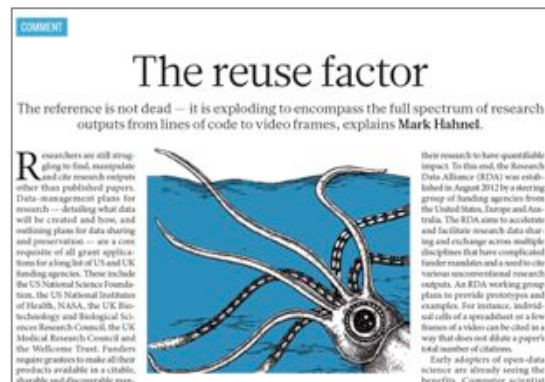 COMMENT
The reuse factor
The reference is not dead — it is exploding to encompass the full spectrum of research
outputs from lines of code to video frames, explains Mark Hahnel.
Researchers are still strug-
gling to find, manipulate
and cite research outputs
other than published papers.
Data-management plans for
research — detailing what data
will be created and how, and
outlining plans for data sharing
and preservation — are a core
requisite of all grant applica-
tions for a long list of US and UK
funding agencies. These include
the US National Science Founda-
tion, the US National Institutes
of Health, NASA, the UK Bio-
technology and Biological Sci-
ences Research Council, the UK
Medical Research Council and
the Wellcome Trust. Funders
require grantees to make all their
products available in a citable,
sharable and discoverable man-
their research to have quantifiable
impact. To this end, the Research
Data Alliance (RDA) was estab-
lished in August 2012 by a steering
group of funding agencies from
the United States, Europe and Aus-
tralia. The RDA aims to accelerate
and facilitate research data shar-
ing and exchange across multiple
disciplines that have complicated
funder mandates and a need to cite
various unconventional research
outputs. An RDA working group
plans to provide prototypes and
examples. For instance, individ-
ual cells of a spreadsheet or a few
frames of a video can be cited in a
way that does not dilute a paper's
total number of citations.
Early adopters of open-data
science are already seeing the
benefits. Computer scientist